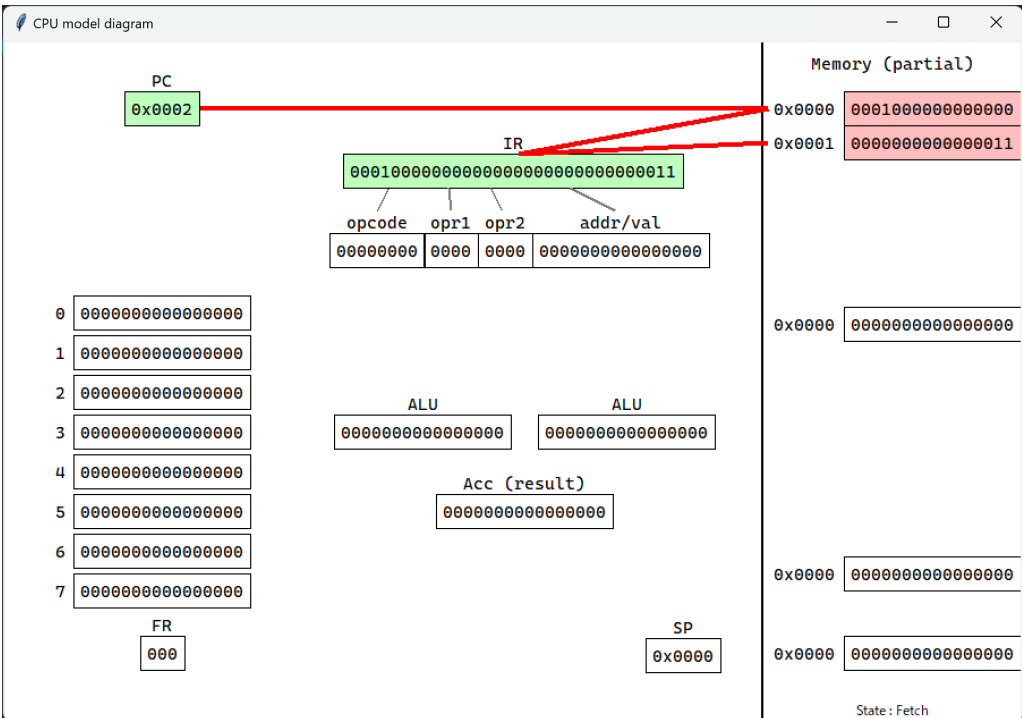 CPU model diagram
Memory (partial)
PC
0x0002
0x0000 0001000000000000
0x0001 0000000000000011
IR
00010000000000000000000000000011
opcode opr1 opr2 addr/val
00000000 0000 0000 0000000000000000
0 0000000000000000
0x0000 0000000000000000
1 0000000000000000
2 0000000000000000
ALU ALU
3 0000000000000000
0000000000000000 0000000000000000
4 0000000000000000
Acc (result)
5 0000000000000000
0000000000000000
6 0000000000000000
0x0000 0000000000000000
7 0000000000000000
FR
000
SP
0x0000
0x0000 0000000000000000
State : Fetch